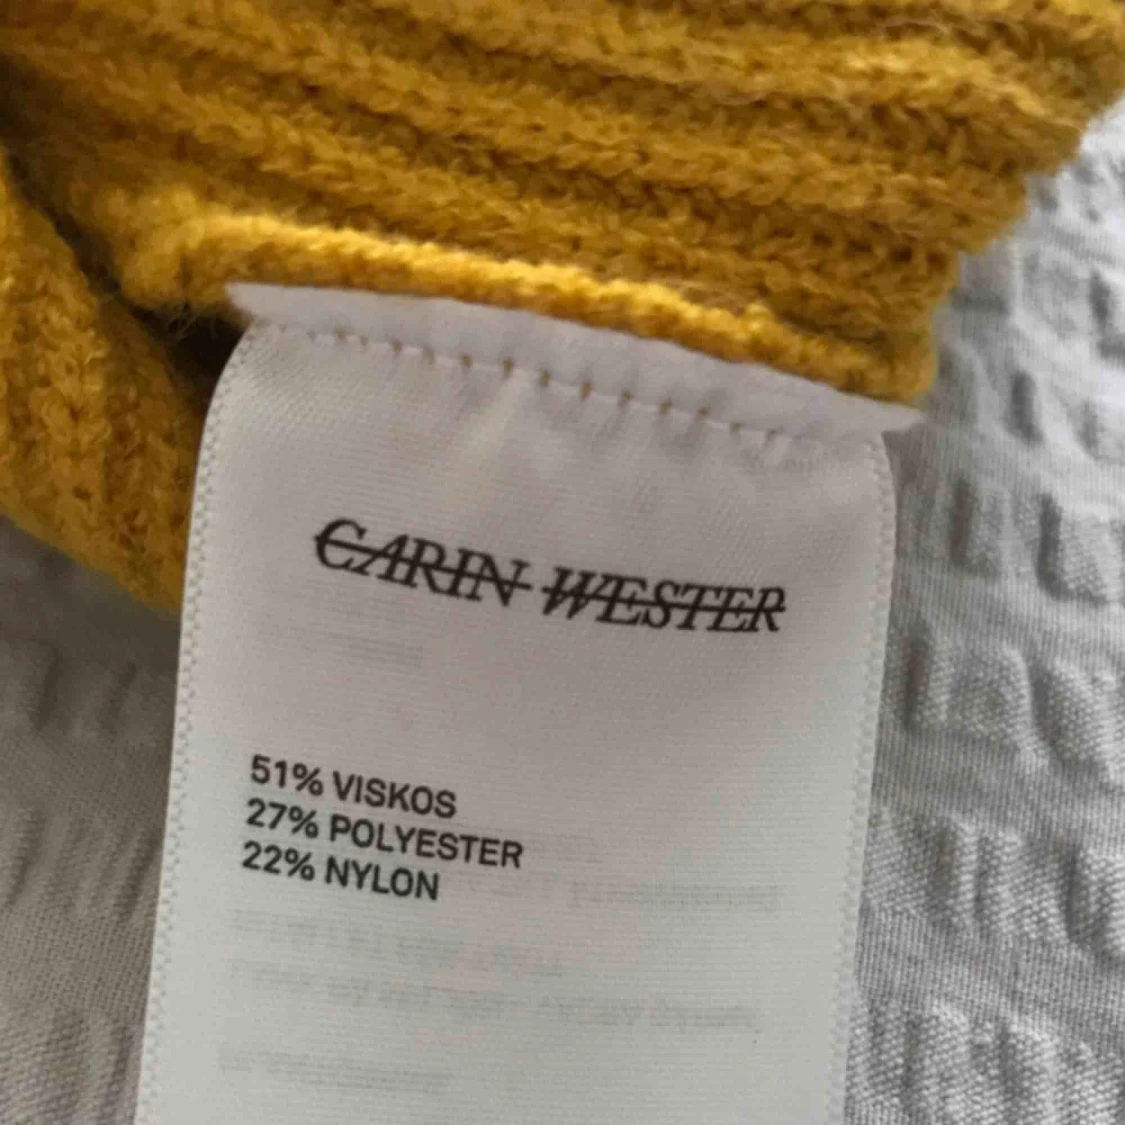 CARIN WESTER
51% VISKOS
27% POLYESTER
22% NYLON